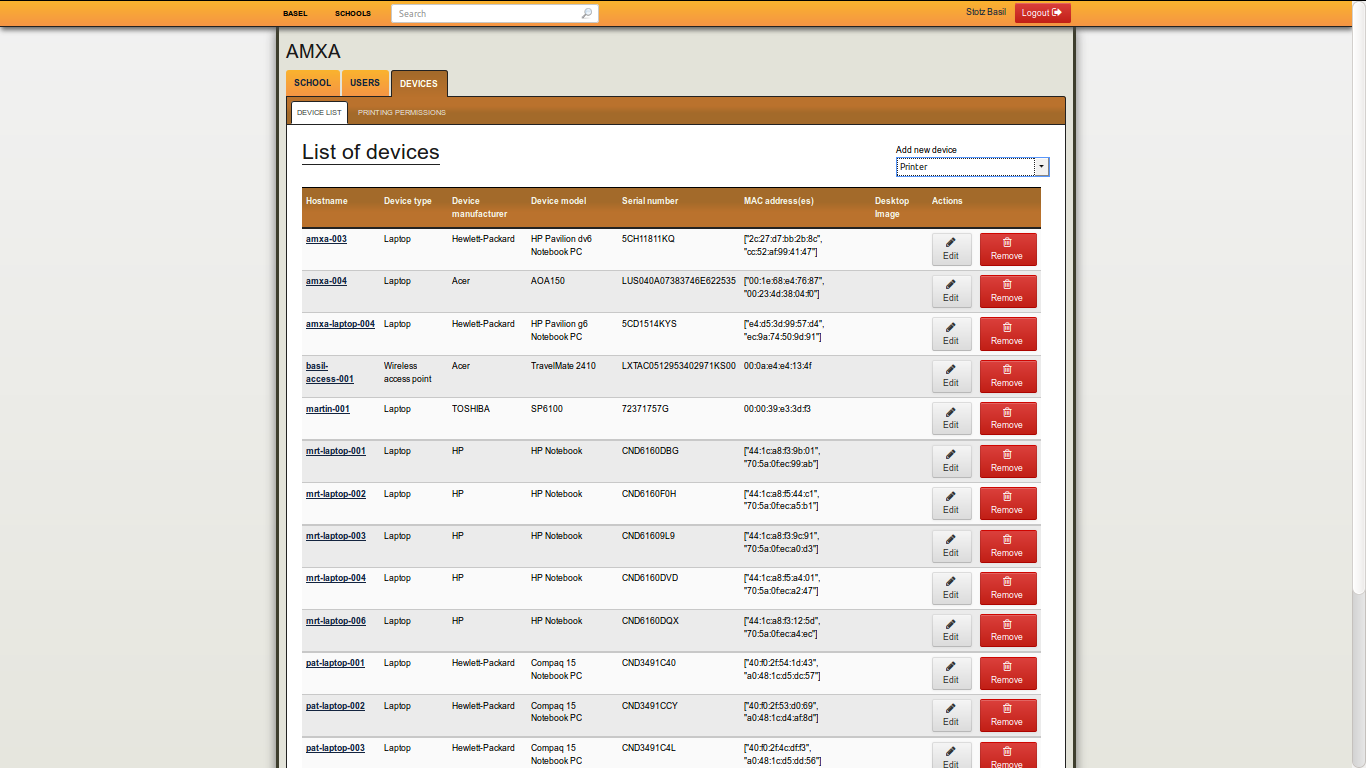 BASEL SCHOOLS Search Stotz Basil Logout
AMXA
SCHOOL USERS DEVICES
DEVICE LIST PRINTING PERMISSIONS
List of devices
Add new device
Printer
Hostname Device type Device manufacturer Device model Serial number MAC address(es) Desktop Image Actions
amxa-003 Laptop Hewlett-Packard HP Pavilion dv6 5CH11811KQ ["2c:27:d7:bb:2b:8c",
Notebook PC "cc:52:af:99:41:47"] Edit Remove
amxa-004 Laptop Acer AOA150 LUS040A07383746E622535 ["00:1e:68:e4:76:87",
"00:23:4d:38:04:f0"] Edit Remove
amxa-laptop-004 Laptop Hewlett-Packard HP Pavilion g6 5CD1514KYS ["e4:d5:3d:99:57:d4",
Notebook PC "ec:9a:74:50:9d:91"] Edit Remove
basil- Wireless Acer TravelMate 2410 LXTAC0512953402971KS00 00:0a:e4:e4:13:4f
access-001 access point Edit Remove
martin-001 Laptop TOSHIBA SP6100 72371757G 00:00:39:e3:3d:f3
Edit Remove
mrt-laptop-001 Laptop HP HP Notebook CND6160DBG ["44:1c:a8:f3:9b:01",
"70:5a:0f:ec:99:ab"] Edit Remove
mrt-laptop-002 Laptop HP HP Notebook CND6160F0H ["44:1c:a8:f5:44:c1",
"70:5a:0f:ec:a5:b1"] Edit Remove
mrt-laptop-003 Laptop HP HP Notebook CND61609L9 ["44:1c:a8:f3:9c:91",
"70:5a:0f:ec:a0:d3"] Edit Remove
mrt-laptop-004 Laptop HP HP Notebook CND6160DVD ["44:1c:a8:f5:a4:01",
"70:5a:0f:ec:a2:47"] Edit Remove
mrt-laptop-006 Laptop HP HP Notebook CND6160DQX ["44:1c:a8:f3:12:5d",
"70:5a:0f:ec:a4:ec"] Edit Remove
pat-laptop-001 Laptop Hewlett-Packard Compaq 15 CND3491C40 ["40:f0:2f:54:1d:43",
Notebook PC "a0:48:1c:d5:dc:57"] Edit Remove
pat-laptop-002 Laptop Hewlett-Packard Compaq 15 CND3491CCY ["40:f0:2f:53:d0:69",
Notebook PC "a0:48:1c:d4:af:8d"] Edit Remove
pat-laptop-003 Laptop Hewlett-Packard Compaq 15 CND3491C4L ["40:f0:2f:4c:df:f3",
Notebook PC "a0:48:1c:d5:dd:56"] Edit Remove